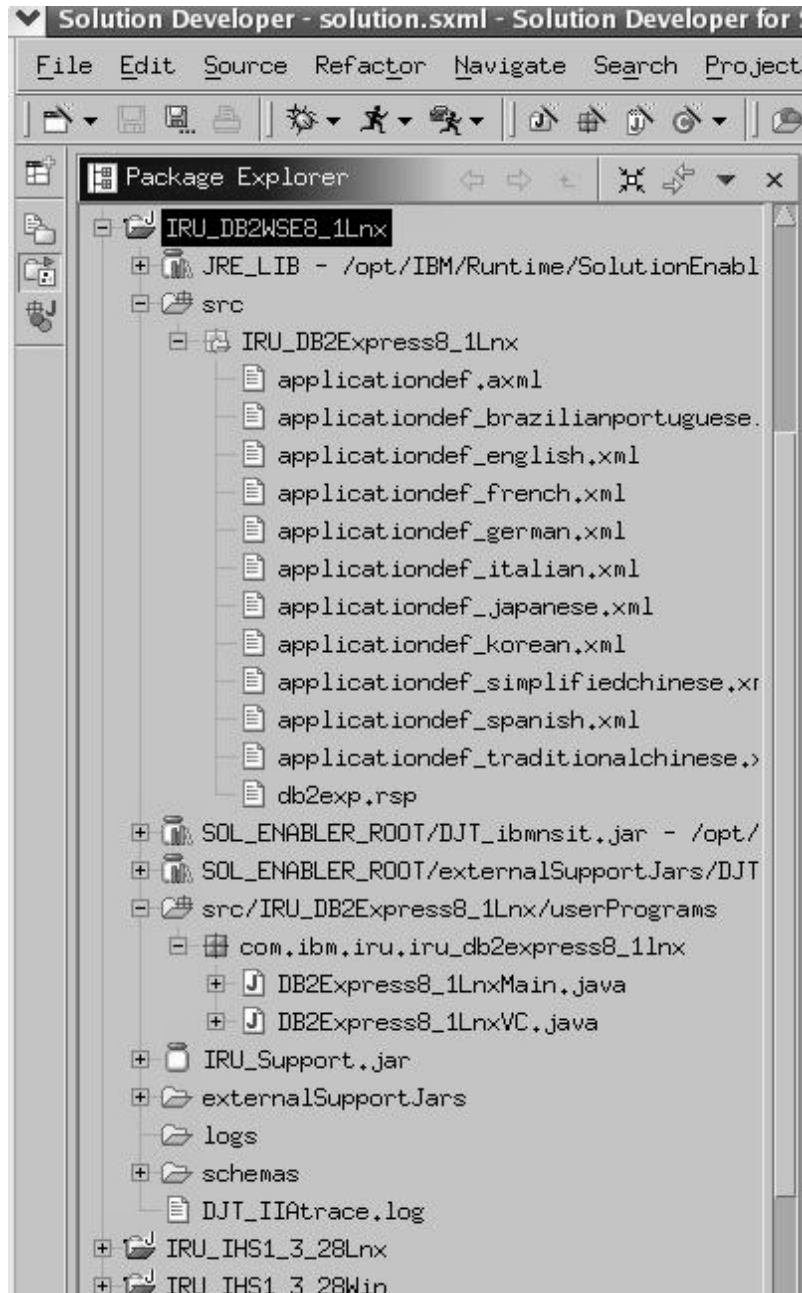 Solution Developer - solution.sxml - Solution Developer for
File Edit Source Refactor Navigate Search Project
Package Explorer
IRU_DB2WSE8_1Lnx
JRE_LIB - /opt/IBM/Runtime/SolutionEnabl
src
IRU_DB2Express8_1Lnx
applicationdef.axml
applicationdef_brazilianportuguese.
applicationdef_english.xml
applicationdef_french.xml
applicationdef_german.xml
applicationdef_italian.xml
applicationdef_japanese.xml
applicationdef_korean.xml
applicationdef_simplifiedchinese.xm
applicationdef_spanish.xml
applicationdef_traditionalchinese.x
db2exp.rsp
SOL_ENABLER_ROOT/DJT_ibmnsit.jar - /opt/
SOL_ENABLER_ROOT/externalSupportJars/DJT
src/IRU_DB2Express8_1Lnx/userPrograms
com.ibm.iru.iru_db2express8_1lnx
DB2Express8_1LnxMain.java
DB2Express8_1LnxVC.java
IRU_Support.jar
externalSupportJars
logs
schemas
DJT_IIAtrace.log
IRU_IHS1_3_28Lnx
IRU_IHS1_3_28Win